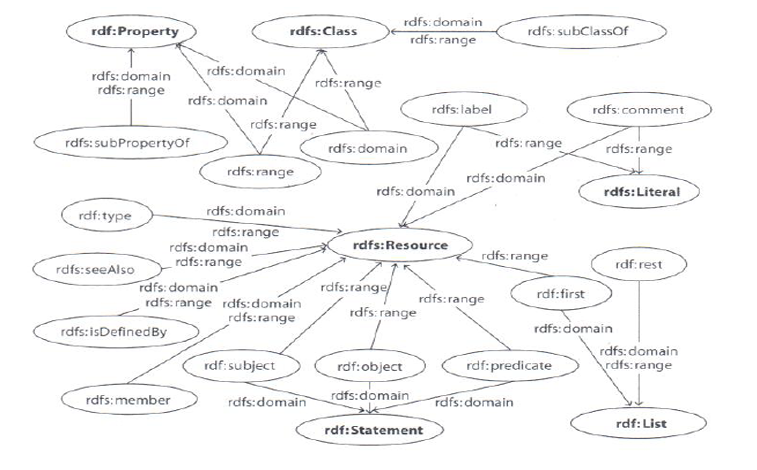 rdf:Property
rdfs:Class
rdfs:domain
rdfs:range
rdfs:subClassOf
rdfs:domain
rdfs:range
rdfs:domain
rdfs:domain
rdfs:range
rdfs:range
rdfs:label
rdfs:comment
rdfs:subPropertyOf
rdfs:range
rdfs:domain
rdfs:range
rdfs:range
rdfs:domain
rdfs:domain
rdfs:Literal
rdf:type
rdfs:domain
rdfs:range
rdfs:Resource
rdfs:seeAlso
rdfs:domain
rdfs:range
rdfs:range
rdf:rest
rdfs:isDefinedBy
rdfs:domain
rdfs:range
rdfs:domain
rdfs:range
rdfs:range
rdfs:range
rdfs:range
rdf:first
rdfs:domain
rdfs:member
rdf:subject
rdf:object
rdf:predicate
rdfs:domain
rdfs:range
rdfs:domain
rdfs:domain
rdfs:domain
rdf:Statement
rdf:List